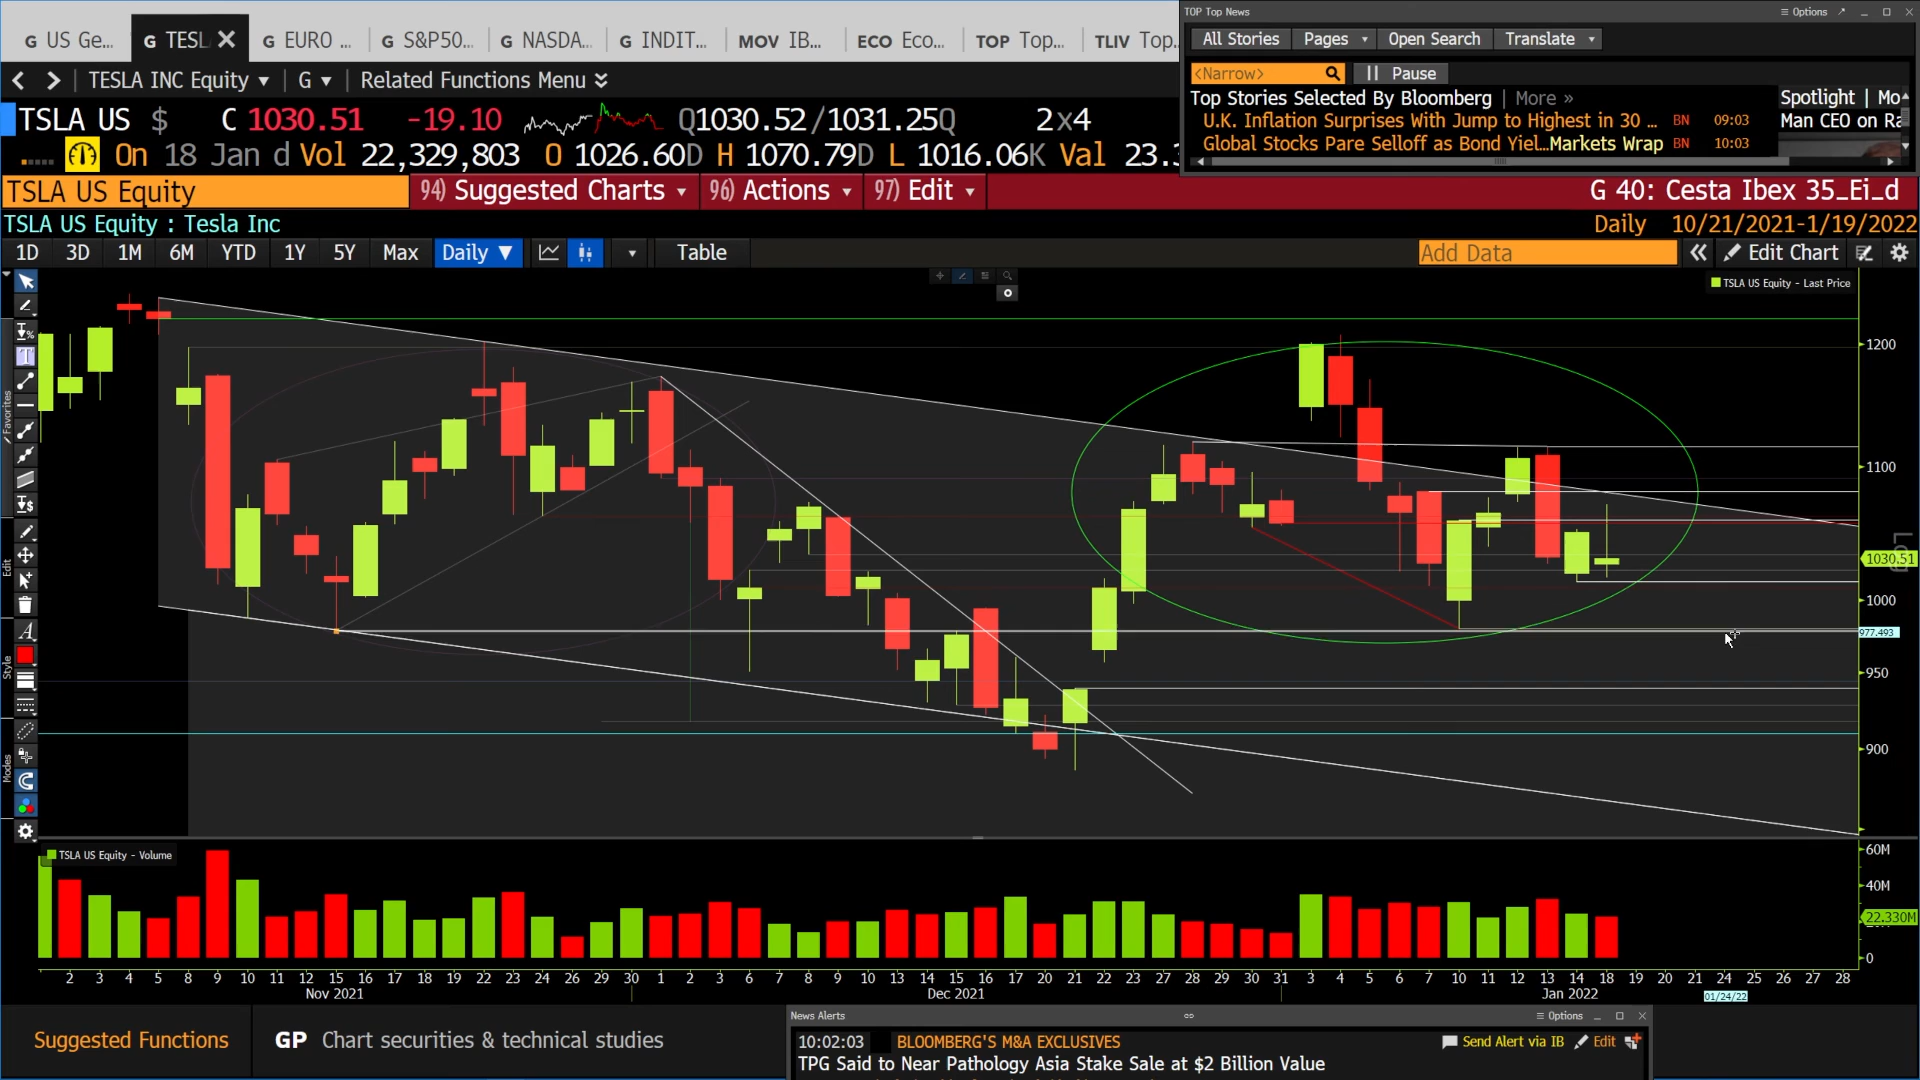 G US Ge... G TESL G EURO ... G S&P50... G NASDA... G INDIT... MOV IB... ECO Eco... TOP Top... TLIV Top...
TOP Top News Options
All Stories Pages Open Search Translate
<Narrow> Pause
TESLA INC Equity G Related Functions Menu
Top Stories Selected By Bloomberg | More » Spotlight | Mo
U.K. Inflation Surprises With Jump to Highest in 30 ... BN 09:03 Man CEO on Ra
Global Stocks Pare Selloff as Bond Yiel...Markets Wrap BN 10:03
TSLA US $ C 1030.51 -19.10 Q1030.52/1031.25Q 2x4
On 18 Jan d Vol 22,329,803 O 1026.60D H 1070.79D L 1016.06K Val 23.3
TSLA US Equity 94) Suggested Charts 96) Actions 97) Edit G 40: Cesta Ibex 35_Ei_d
TSLA US Equity : Tesla Inc Daily 10/21/2021-1/19/2022
1D 3D 1M 6M YTD 1Y 5Y Max Daily ▼ Table Add Data « Edit Chart
TSLA US Equity - Last Price
Favorites
Edit
Style
Modes
1200
1100
Log
1030.51
1000
977.493
950
900
TSLA US Equity - Volume
60M
40M
22.330M
0
2 3 4 5 8 9 10 11 12 15 16 17 18 19 22 23 24 26 29 30 1 2 3 6 7 8 9 10 13 14 15 16 17 20 21 22 23 27 28 29 30 31 3 4 5 6 7 10 11 12 13 14 18 19 20 21 24 25 26 27 28
Nov 2021 Dec 2021 Jan 2022 01/24/22
Suggested Functions GP Chart securities & technical studies
News Alerts Options
10:02:03 BLOOMBERG'S M&A EXCLUSIVES Send Alert via IB Edit
TPG Said to Near Pathology Asia Stake Sale at $2 Billion Value